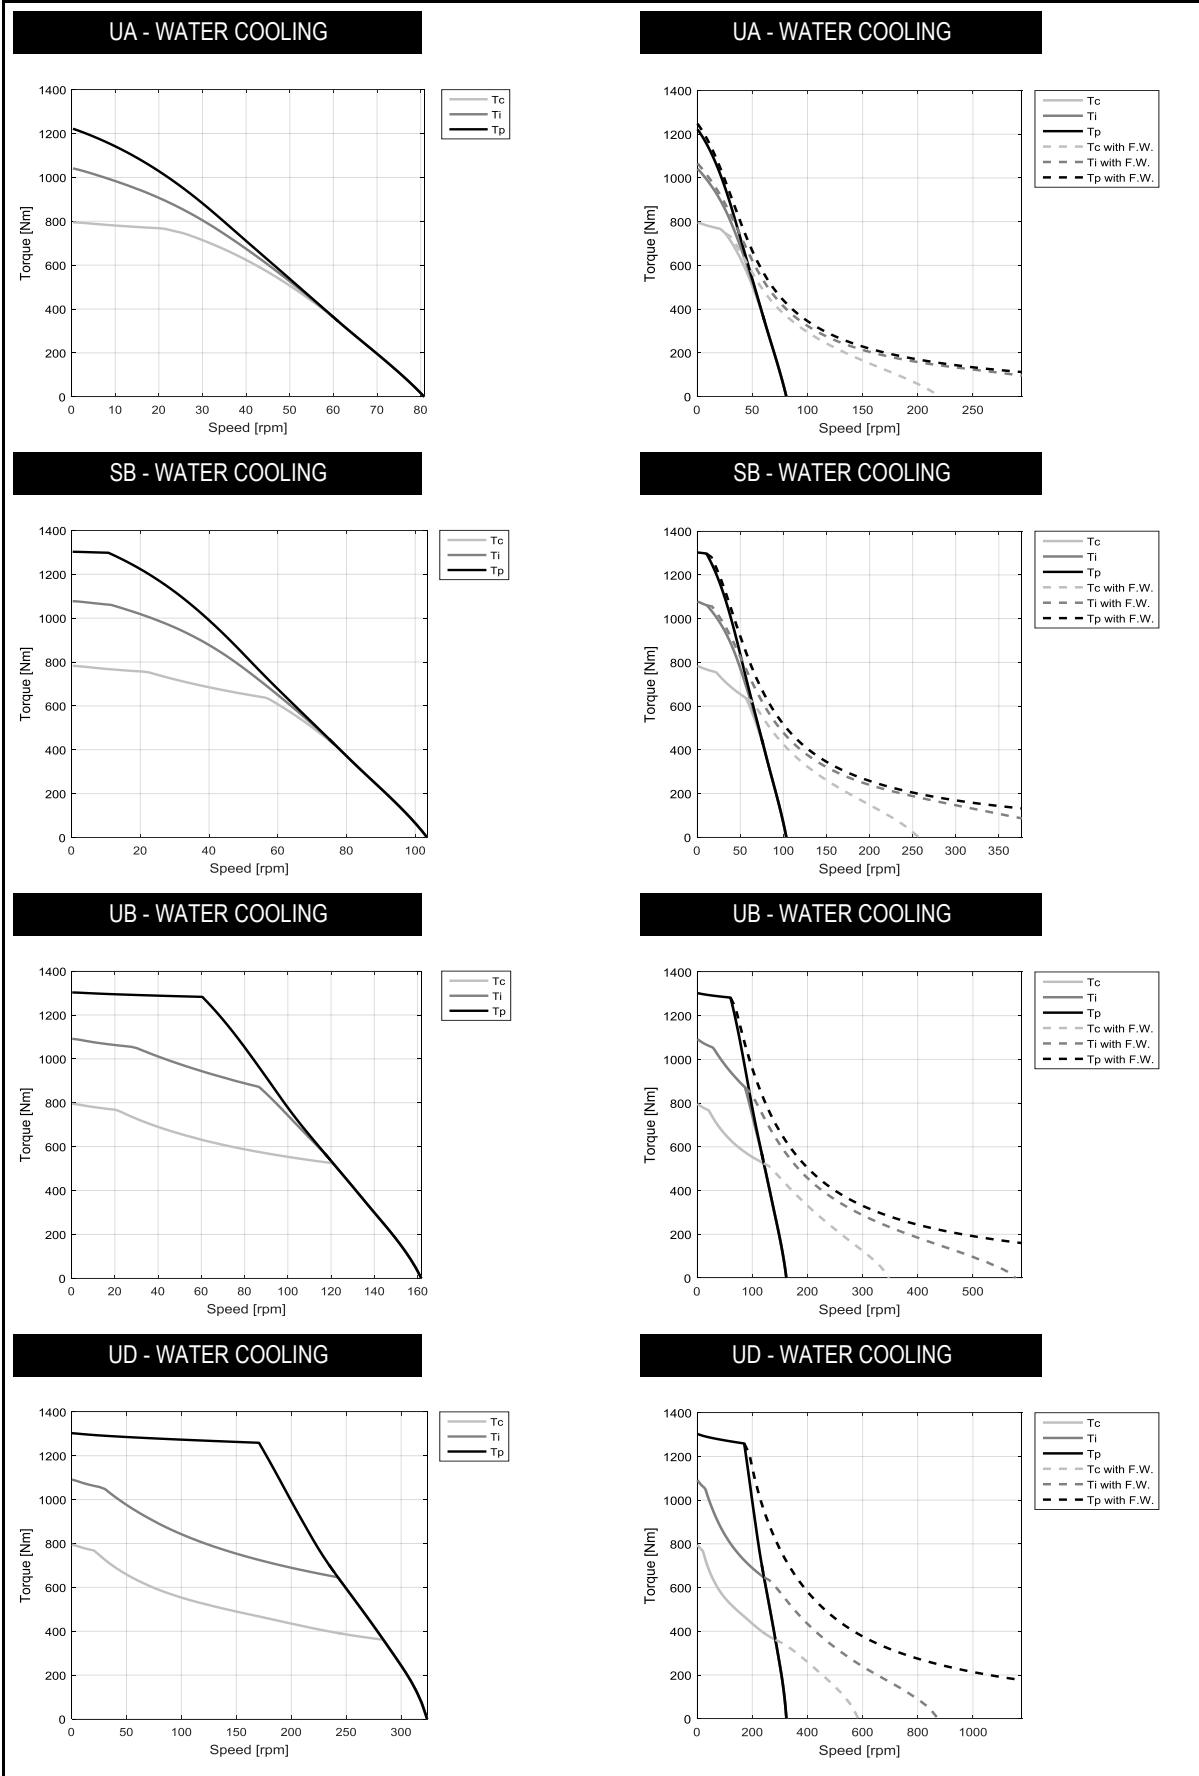 UA - WATER COOLING
1400
1200
1000
800
600
400
200
0
0 10 20 30 40 50 60 70 80
Torque [Nm]
Speed [rpm]
Tc
Ti
Tp
UA - WATER COOLING
1400
1200
1000
800
600
400
200
0
0 50 100 150 200 250
Torque [Nm]
Speed [rpm]
Tc
Ti
Tp
Tc with F.W.
Ti with F.W.
Tp with F.W.
SB - WATER COOLING
1400
1200
1000
800
600
400
200
0
0 20 40 60 80 100
Torque [Nm]
Speed [rpm]
Tc
Ti
Tp
SB - WATER COOLING
1400
1200
1000
800
600
400
200
0
0 50 100 150 200 250 300 350
Torque [Nm]
Speed [rpm]
Tc
Ti
Tp
Tc with F.W.
Ti with F.W.
Tp with F.W.
UB - WATER COOLING
1400
1200
1000
800
600
400
200
0
0 20 40 60 80 100 120 140 160
Torque [Nm]
Speed [rpm]
Tc
Ti
Tp
UB - WATER COOLING
1400
1200
1000
800
600
400
200
0
0 100 200 300 400 500
Torque [Nm]
Speed [rpm]
Tc
Ti
Tp
Tc with F.W.
Ti with F.W.
Tp with F.W.
UD - WATER COOLING
1400
1200
1000
800
600
400
200
0
0 50 100 150 200 250 300
Torque [Nm]
Speed [rpm]
Tc
Ti
Tp
UD - WATER COOLING
1400
1200
1000
800
600
400
200
0
0 200 400 600 800 1000
Torque [Nm]
Speed [rpm]
Tc
Ti
Tp
Tc with F.W.
Ti with F.W.
Tp with F.W.